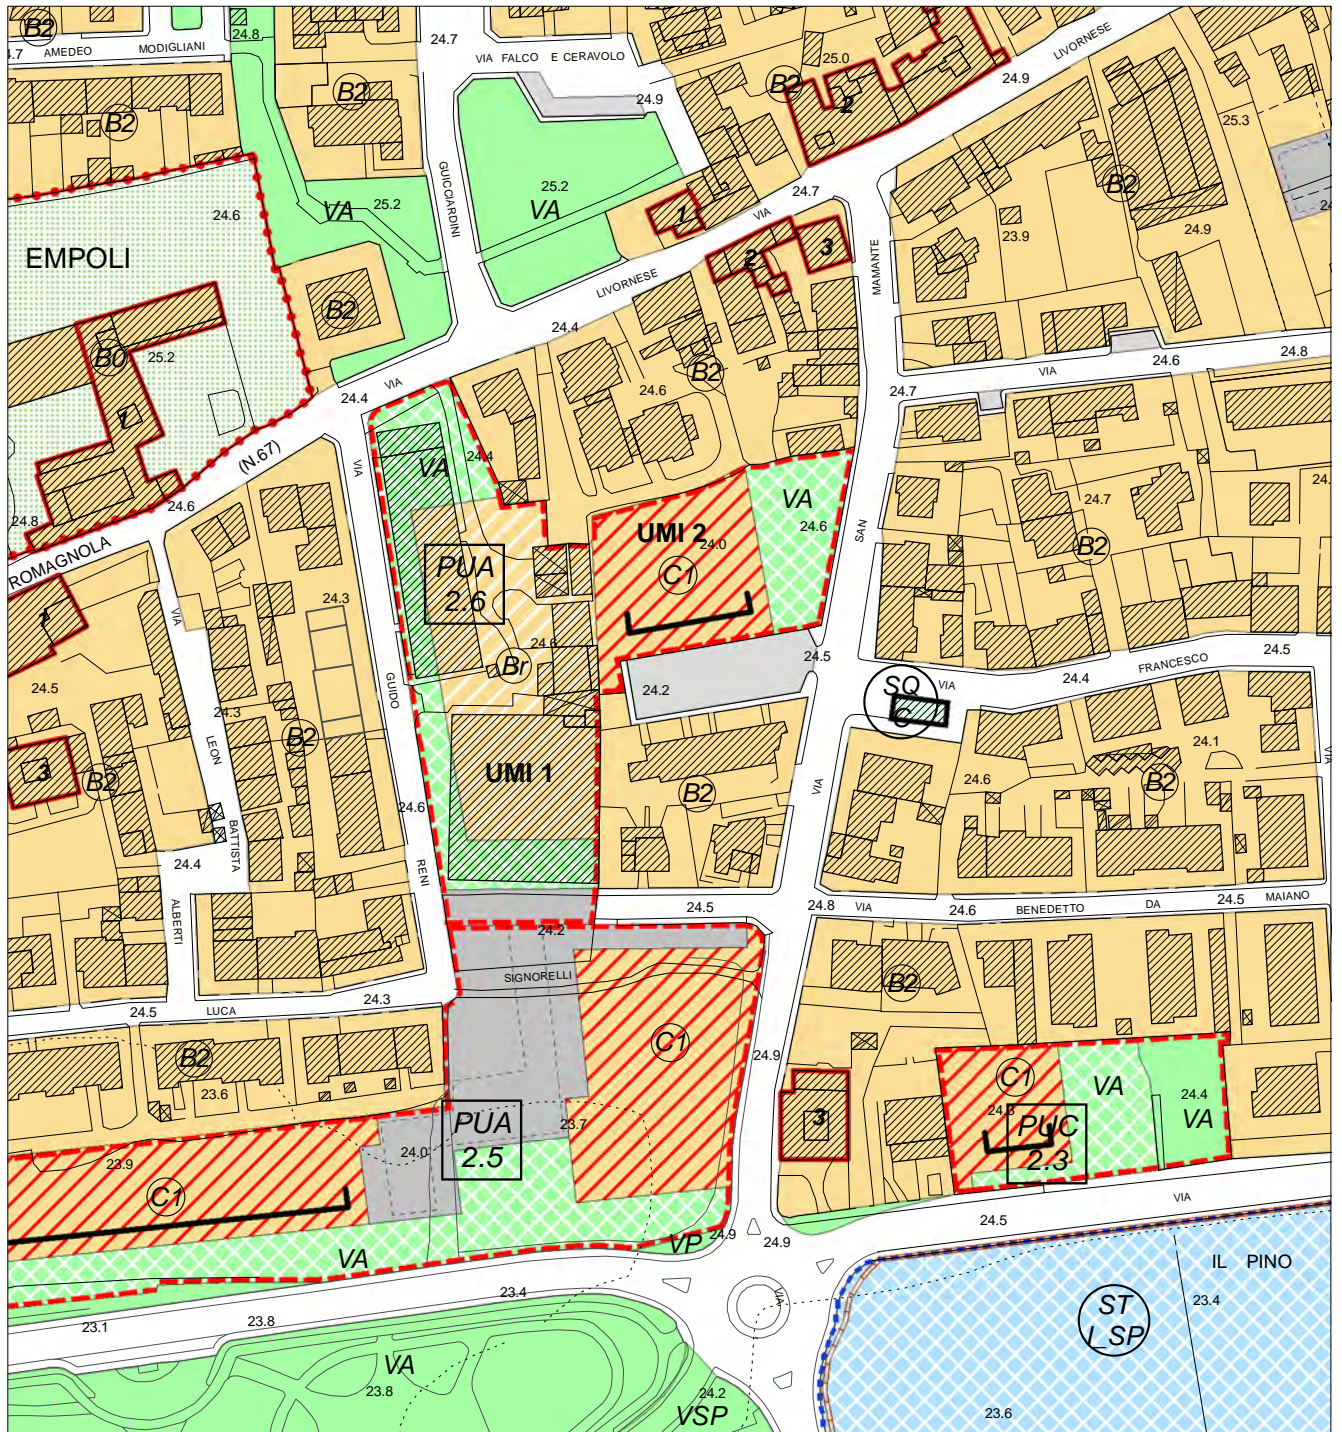 B2
24.8
24.7
VIA FALCO E CERAVOLO
25.0
24.9
LIVORNESE
4.7
AMEDEO MODIGLIANI
B2
B2
B2
24.9
2
25.3
B2
GUICCIARDINI
24.6
VA
25.2
25.2
VA
1
24.7
VIA
B2
24.9
23.9
EMPOLI
B2
LIVORNESE
2
3
MAMANTE
24.4
B0
25.2
1
24.6
B2
24.6
24.8
VIA
24.4
VIA
24.7
(N.67)
VIA
VA
24.4
VA
24.6
24.7
24.6
24.8
ROMAGNOLA
UMI 2
24.0
C1
SAN
B2
PUA
2.6
24.3
1
VIA
24.6
Br
24.5
24.2
FRANCESCO
24.5
24.4
VIA
SQ
C
24.5
GUIDO
24.3
LEON
B2
24.1
VIA
3
B2
UMI 1
B2
VIA
24.6
B2
24.6
BATTISTA
24.4
RENI
ALBERTI
24.5
24.8
VIA
24.6
BENEDETTO DA MAIANO
24.5
24.2
SIGNORELLI
B2
24.5
LUCA
24.3
B2
C1
24.9
C1
VA
24.4
VA
23.6
3
24.3
PUC
2.3
PUA
2.5
23.7
24.0
23.9
C1
VIA
VA
VP
24.9
24.9
24.5
IL PINO
VIA
23.4
23.4
ST
I_SP
23.1
23.8
VA
23.8
24.2
VSP
23.6